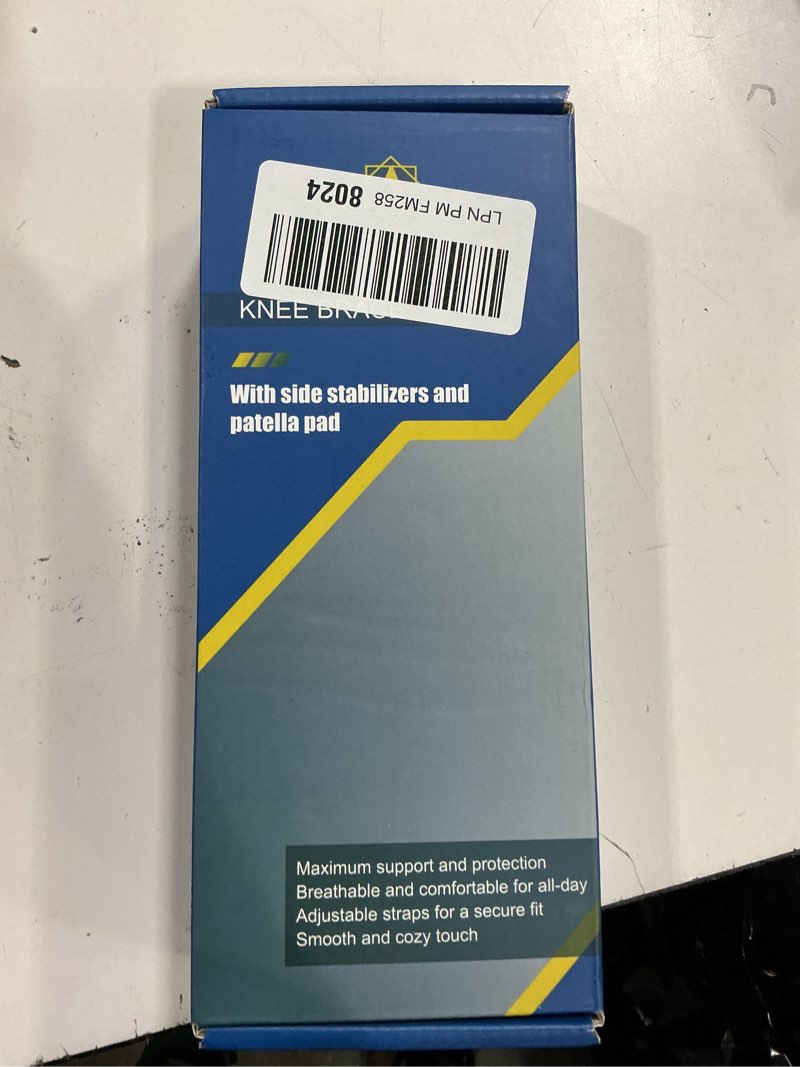 LPN PM FM258 8024
KNEE BRACE
With side stabilizers and
patella pad
Maximum support and protection
Breathable and comfortable for all-day
Adjustable straps for a secure fit
Smooth and cozy touch